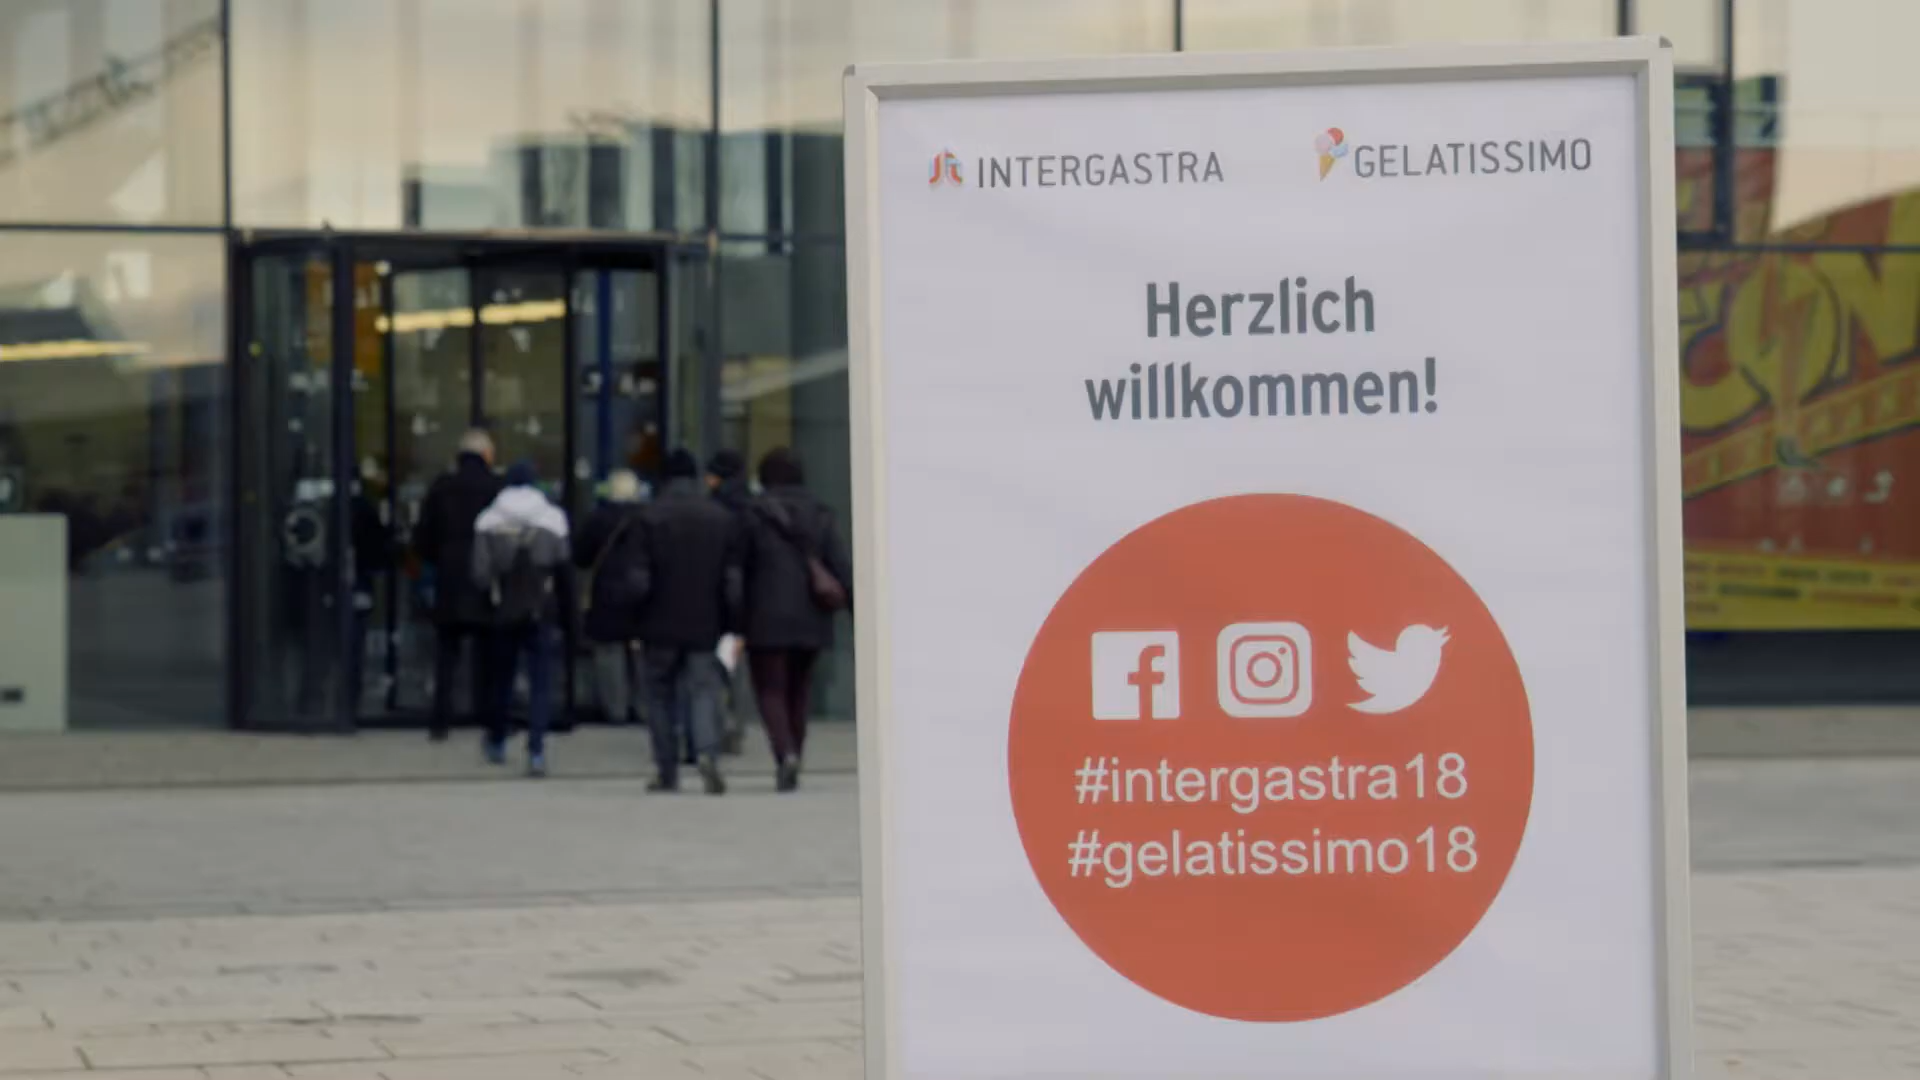 INTERGASTRA
GELATISSIMO
Herzlich
willkommen!
#intergastra18
#gelatissimo18